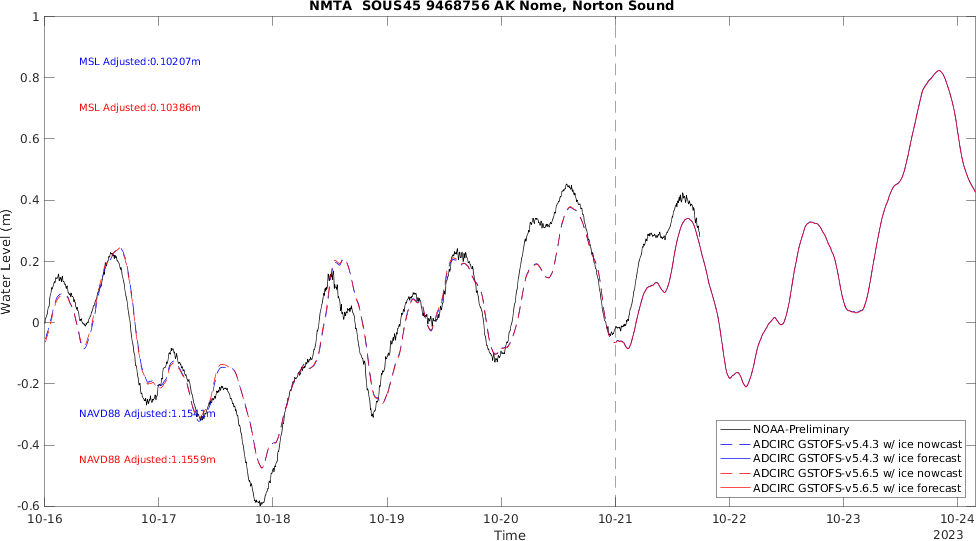 NMTA SOUS45 9468756 AK Nome, Norton Sound
MSL Adjusted:0.10207m
MSL Adjusted:0.10386m
NAVD88 Adjusted:
NAVD88 Adjusted:1.1559m
Water Level (m)
1
0.8
0.6
0.4
0.2
0
-0.2
-0.4
-0.6
NOAA-Preliminary
ADCIRC GSTOFS-v5.4.3 w/ ice nowcast
ADCIRC GSTOFS-v5.4.3 w/ ice forecast
ADCIRC GSTOFS-v5.6.5 w/ ice nowcast
ADCIRC GSTOFS-v5.6.5 w/ ice forecast
10-16 10-17 10-18 10-19 10-20 10-21 10-22 10-23 10-24
Time
2023